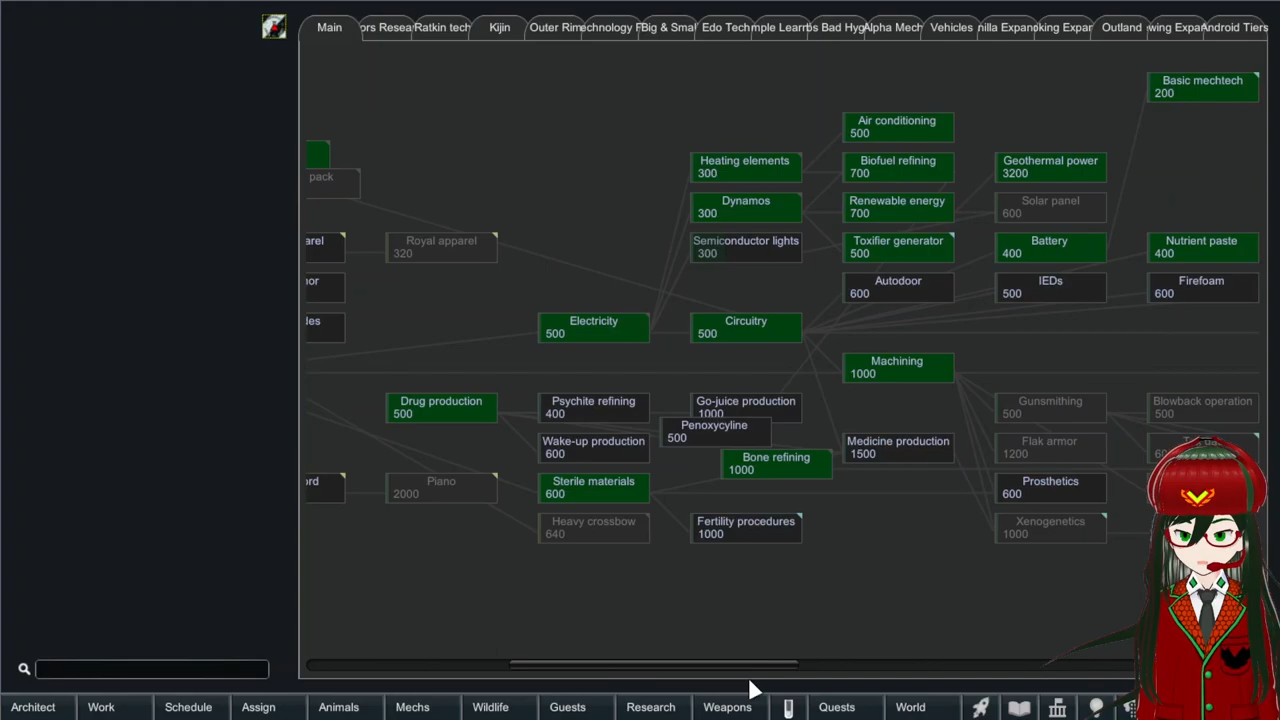 Main
ors Resea
Ratkin tech
Kijin
Outer Rim
echnology F
Big & Smal
Edo Tech
mple Learn
s Bad Hyg
Alpha Mech
Vehicles
nilla Expand
king Expan
Outland
wing Expa
Android Tiers
Basic mechtech
200
Air conditioning
500
Heating elements
300
Biofuel refining
700
Geothermal power
3200
pack
Dynamos
300
Renewable energy
700
Solar panel
600
arel
Royal apparel
320
Semiconductor lights
300
Toxifier generator
500
Battery
400
Nutrient paste
400
Autodoor
600
IEDs
500
Firefoam
600
Electricity
500
Circuitry
500
Machining
1000
Drug production
500
Psychite refining
400
Go-juice production
1000
Gunsmithing
500
Blowback operation
500
Penoxycyline
500
Wake-up production
600
Medicine production
1500
Flak armor
1200
Bone refining
1000
ord
Piano
2000
Sterile materials
600
Prosthetics
600
Heavy crossbow
640
Fertility procedures
1000
Xenogenetics
1000
Architect
Work
Schedule
Assign
Animals
Mechs
Wildlife
Guests
Research
Weapons
Quests
World